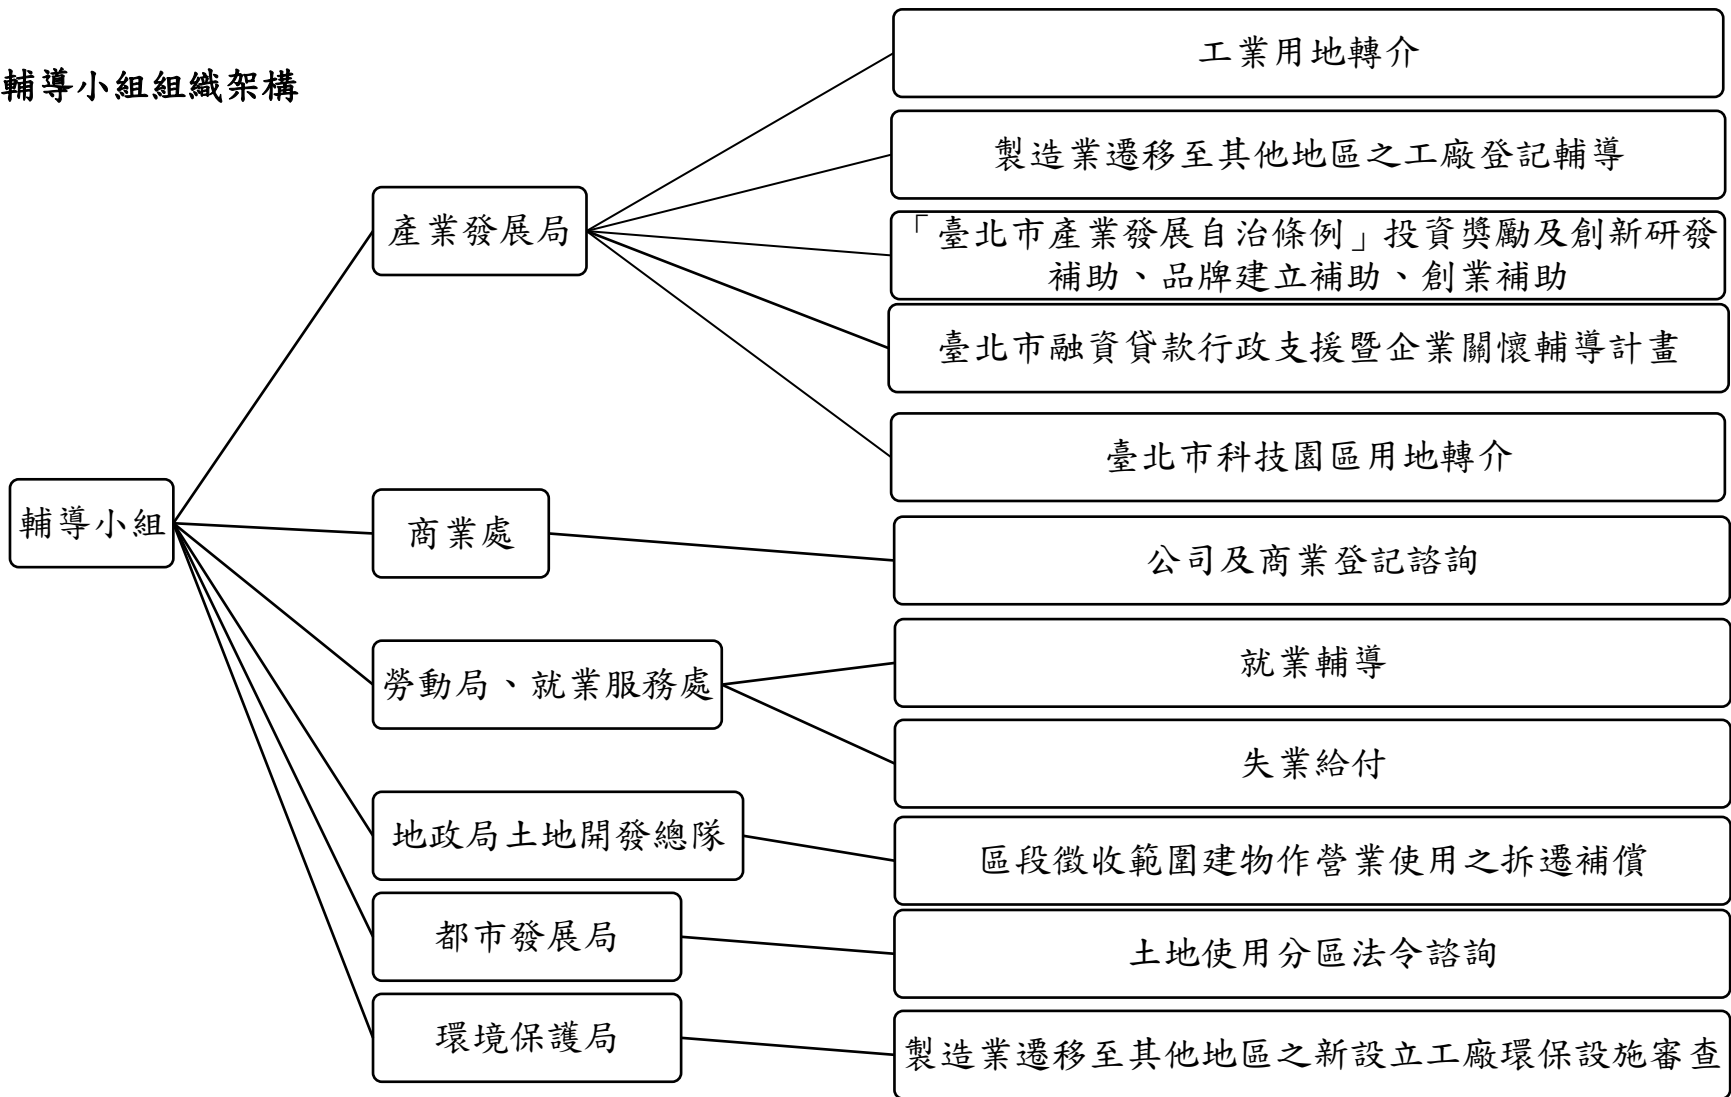 輔導小組組織架構
輔導小組
產業發展局
工業用地轉介
製造業遷移至其他地區之工廠登記輔導
「臺北市產業發展自治條例」投資獎勵及創新研發
補助、品牌建立補助、創業補助
臺北市融資貸款行政支援暨企業關懷輔導計畫
臺北市科技園區用地轉介
商業處
公司及商業登記諮詢
勞動局、就業服務處
就業輔導
失業給付
地政局土地開發總隊
區段徵收範圍建物作營業使用之拆遷補償
都市發展局
土地使用分區法令諮詢
環境保護局
製造業遷移至其他地區之新設立工廠環保設施審查